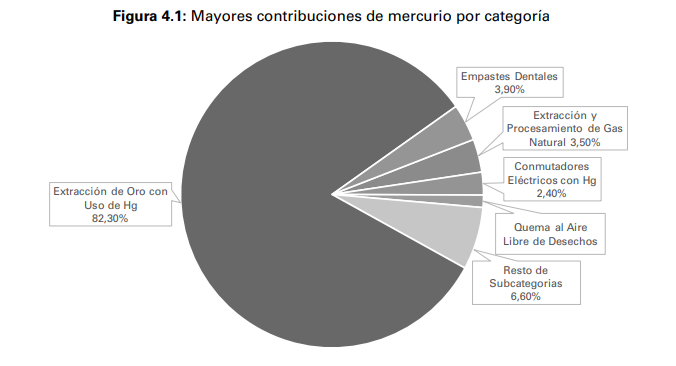 Figura 4.1: Mayores contribuciones de mercurio por categoría
Empastes Dentales
3,90%
Extracción y
Procesamiento de Gas
Natural 3,50%
Conmutadores
Eléctricos con Hg
2,40%
Extracción de Oro con
Uso de Hg
82,30%
Quema al Aire
Libre de Desechos
Resto de
Subcategorias
6,60%